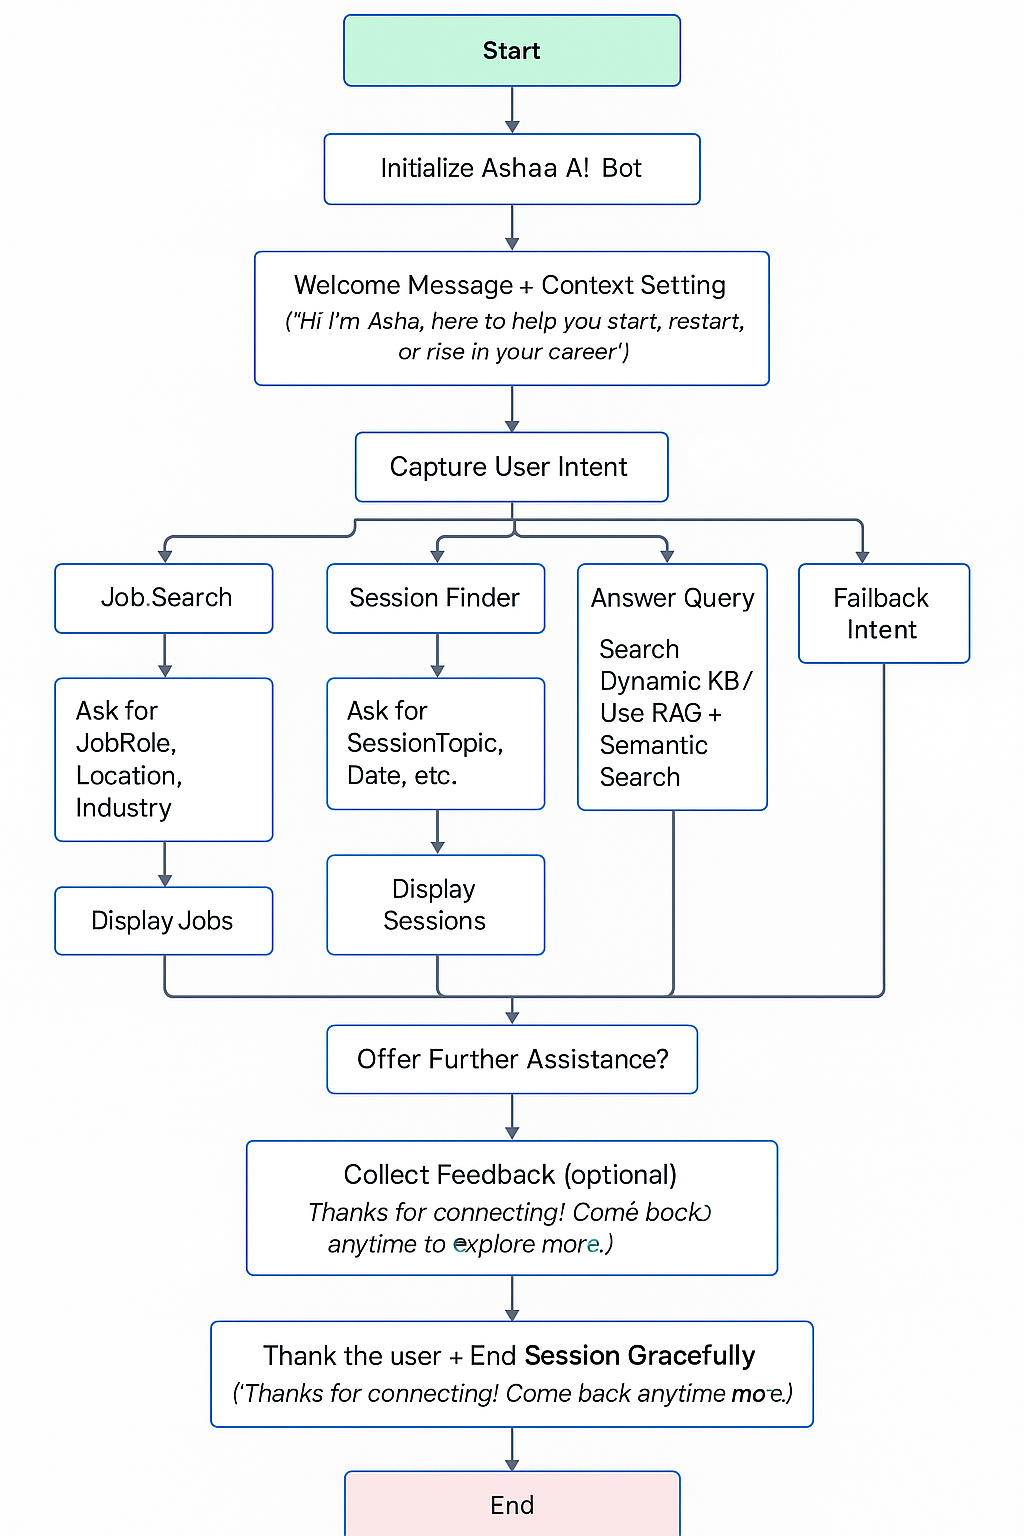 Start
Initialize Ashaa A! Bot
Welcome Message + Context Setting
("Hi I'm Asha, here to help you start, restart,
or rise in your career')
Capture User Intent
Job.Search
Ask for
JobRole,
Location,
Industry
Display Jobs
Session Finder
Ask for
SessionTopic,
Date, etc.
Display
Sessions
Answer Query
Search
Dynamic KB/
Use RAG +
Semantic
Search
Failback
Intent
Offer Further Assistance?
Collect Feedback (optional)
Thanks for connecting! Comé bock)
anytime to explore more.)
Thank the user + End Session Gracefully
('Thanks for connecting! Come back anytime more.)
End